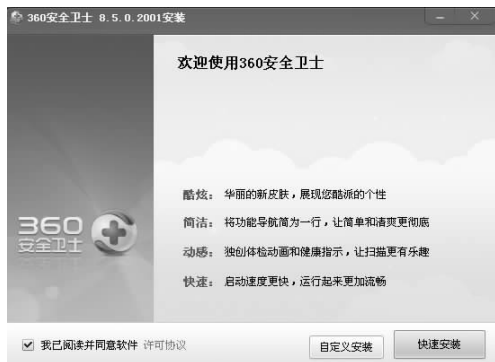 360安全卫士 8.5.0.2001安装
欢迎使用360安全卫士
酷炫：华丽的新皮肤，展现您酷派的个性
简洁：将功能导航简为一行，让简单和清爽更彻底
动感：独创体检动画和健康指示，让扫描更有乐趣
快速：启动速度更快，运行起来更加流畅
360
安全卫士
我已阅读并同意软件 许可协议
自定义安装
快速安装